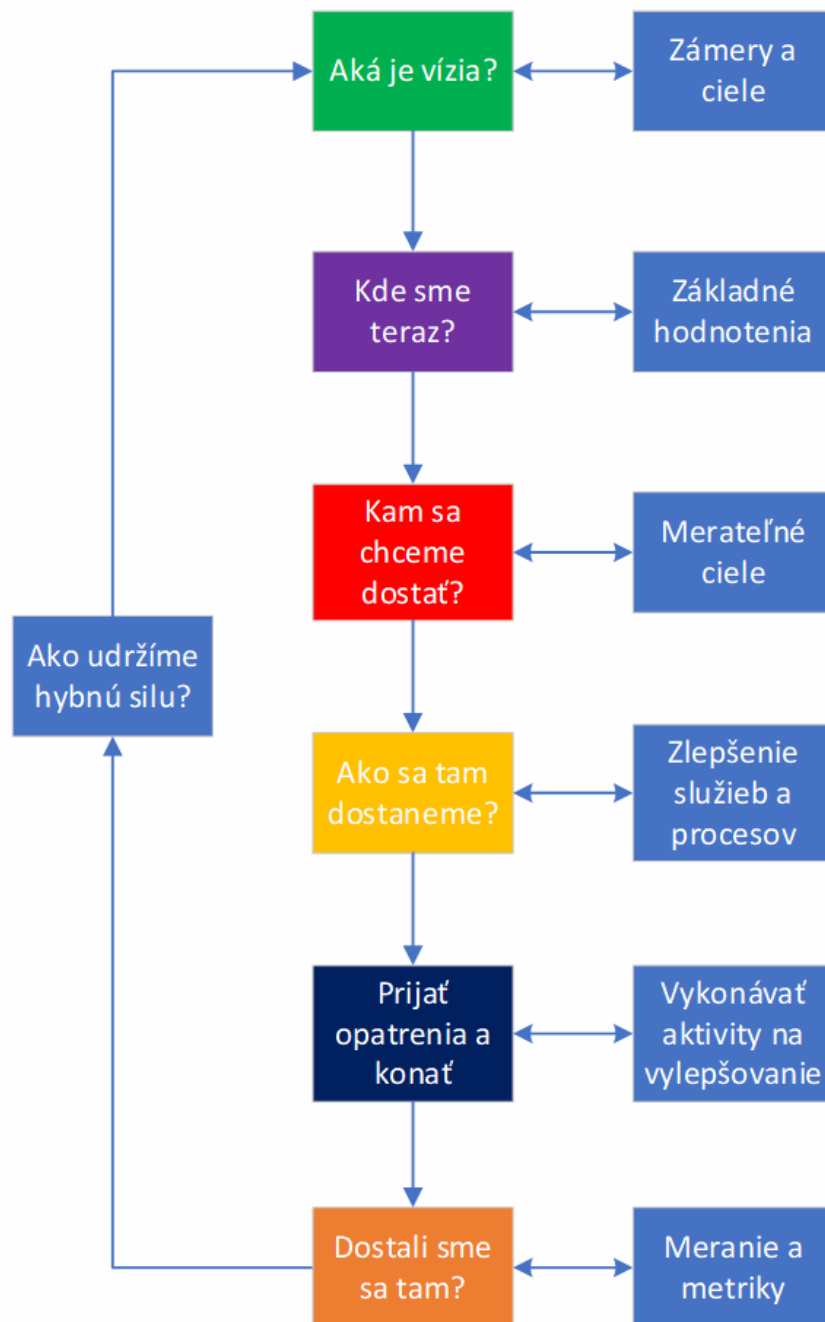 Aká je vízia?
Zámery a
ciele
Kde sme
teraz?
Základné
hodnotenia
Kam sa
chceme
dostať?
Merateľné
ciele
Ako udržíme
hybnú silu?
Ako sa tam
dostaneme?
Zlepšenie
služieb a
procesov
Prijať
opatrenia a
konať
Vykonávať
aktivity na
vylepšovanie
Dostali sme
sa tam?
Meranie a
metriky